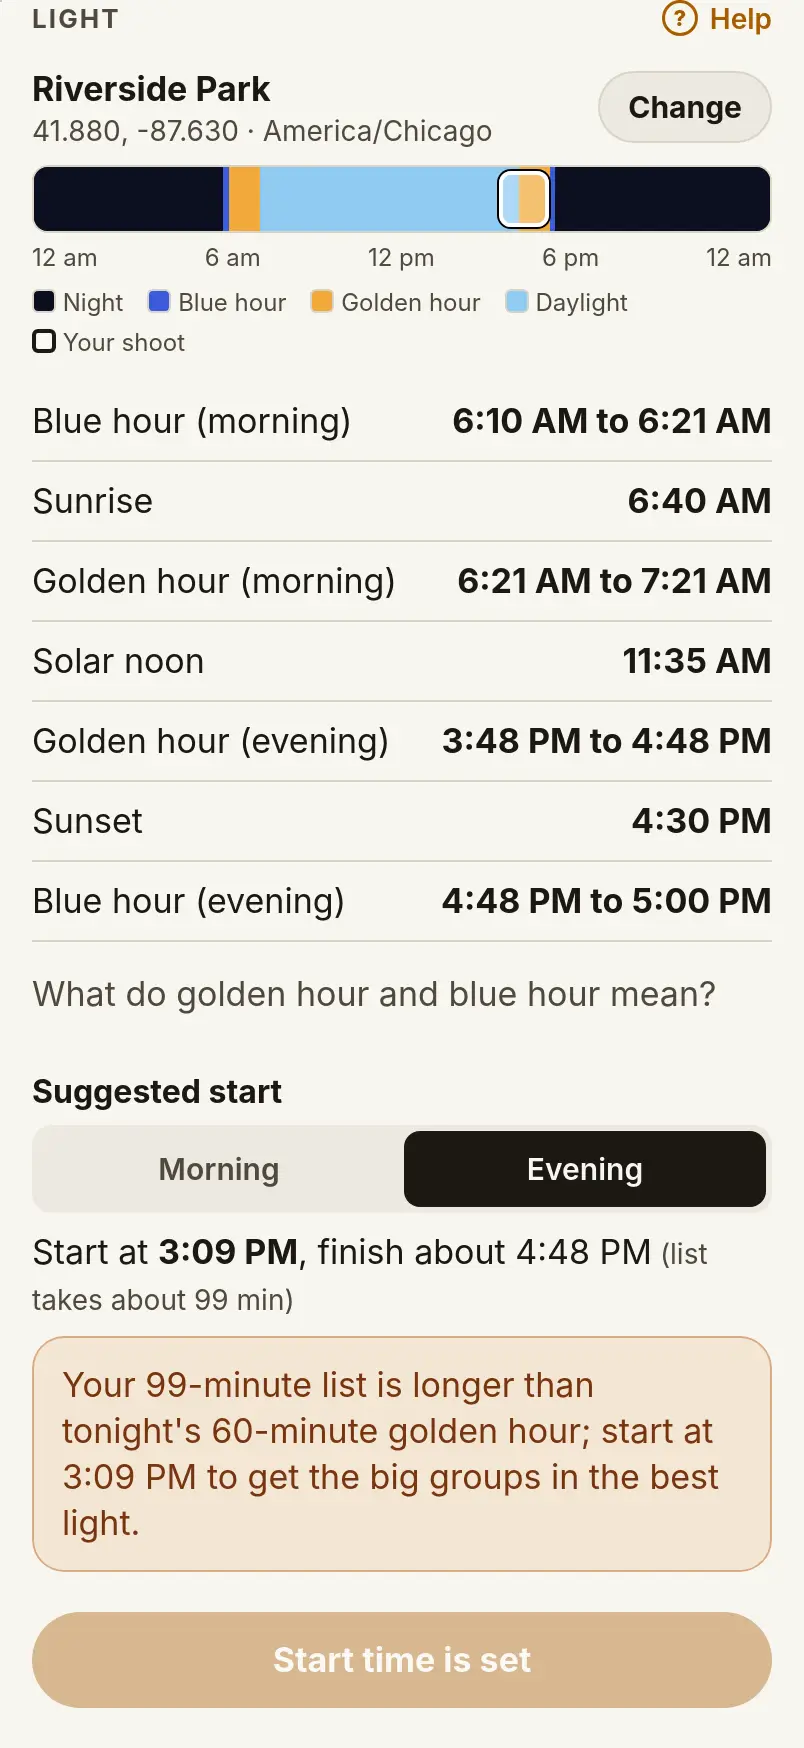 LIGHT
? Help
Riverside Park
Change
41.880, -87.630 · America/Chicago
12 am 6 am 12 pm 6 pm 12 am
Night Blue hour Golden hour Daylight
Your shoot
Blue hour (morning) 6:10 AM to 6:21 AM
Sunrise 6:40 AM
Golden hour (morning) 6:21 AM to 7:21 AM
Solar noon 11:35 AM
Golden hour (evening) 3:48 PM to 4:48 PM
Sunset 4:30 PM
Blue hour (evening) 4:48 PM to 5:00 PM
What do golden hour and blue hour mean?
Suggested start
Morning Evening
Start at 3:09 PM, finish about 4:48 PM (list
takes about 99 min)
Your 99-minute list is longer than
tonight's 60-minute golden hour; start at
3:09 PM to get the big groups in the best
light.
Start time is set